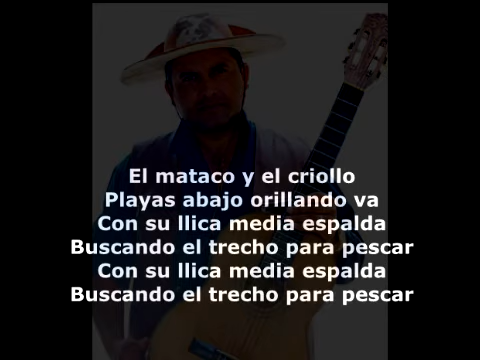 El mataco y el criollo
Playas abajo orillando va
Con su llica media espalda
Buscando el trecho para pescar
Con su llica media espalda
Buscando el trecho para pescar